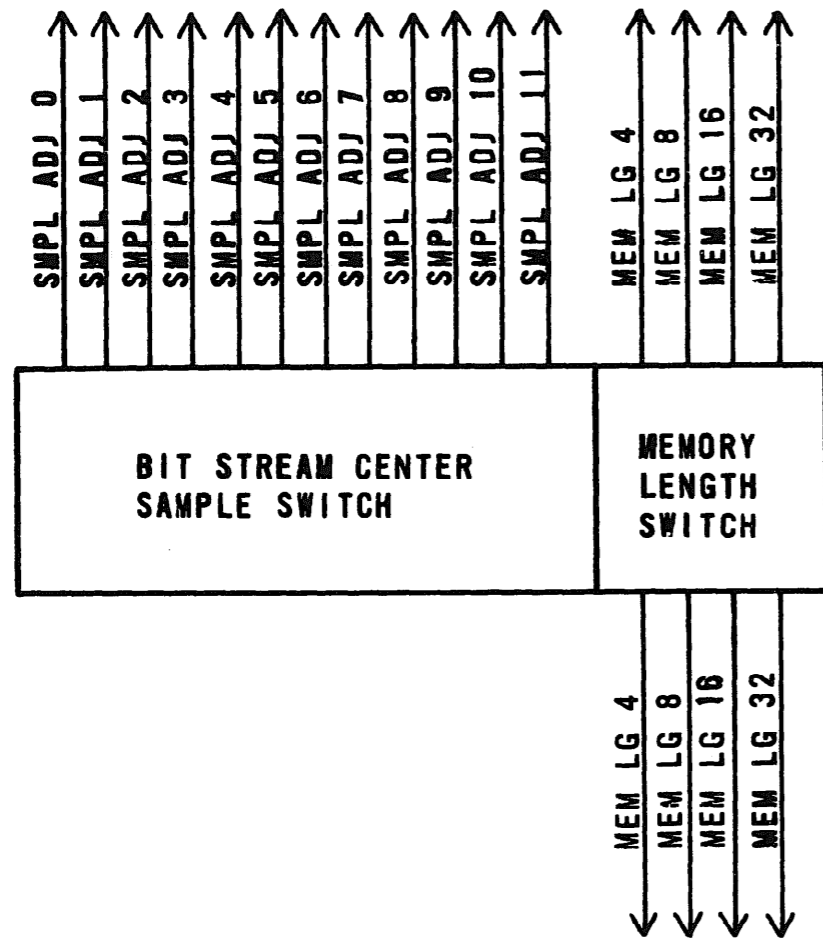 SMPL ADJ 0
SMPL ADJ 1
SMPL ADJ 2
SMPL ADJ 3
SMPL ADJ 4
SMPL ADJ 5
SMPL ADJ 6
SMPL ADJ 7
SMPL ADJ 8
SMPL ADJ 9
SMPL ADJ 10
SMPL ADJ 11
MEM LG 4
MEM LG 8
MEM LG 16
MEM LG 32
BIT STREAM CENTER
SAMPLE SWITCH
MEMORY
LENGTH
SWITCH
MEM LG 4
MEM LG 8
MEM LG 16
MEM LG 32